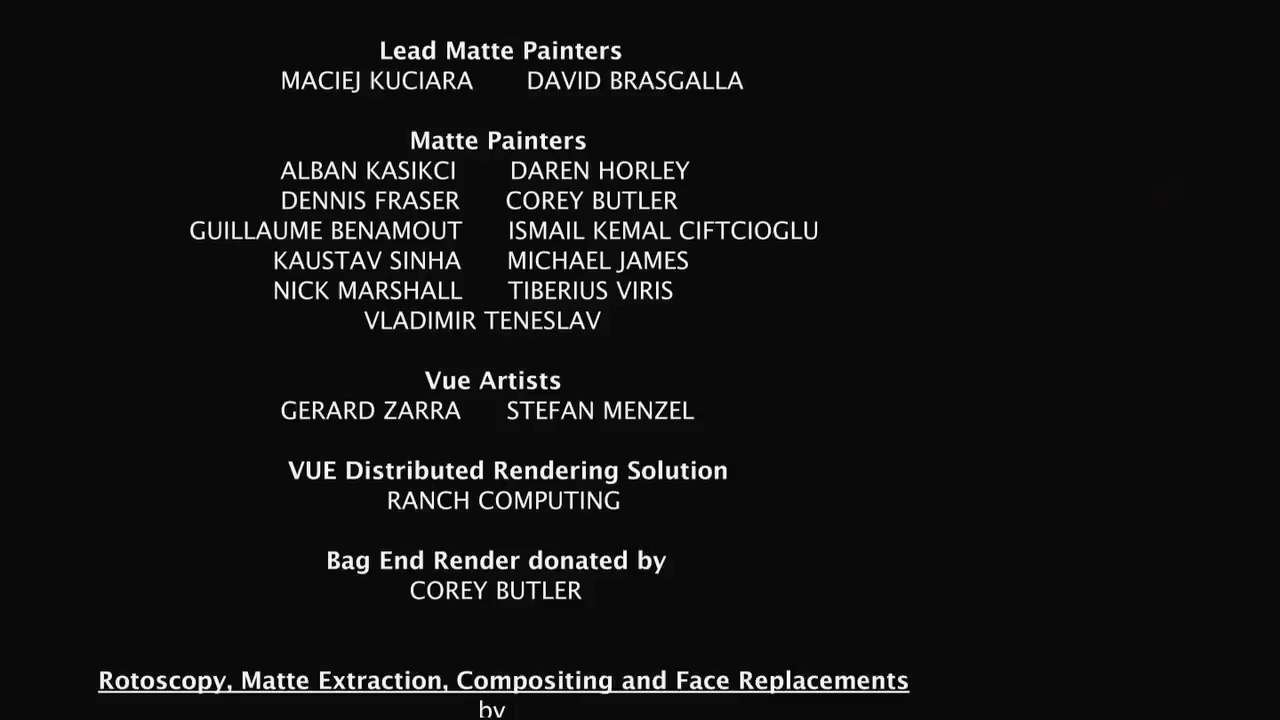 Lead Matte Painters
MACIEJ KUCIARA DAVID BRASGALLA
Matte Painters
ALBAN KASIKCI DAREN HORLEY
DENNIS FRASER COREY BUTLER
GUILLAUME BENAMOUT ISMAIL KEMAL CIFTCIOGLU
KAUSTAV SINHA MICHAEL JAMES
NICK MARSHALL TIBERIUS VIRIS
VLADIMIR TENESLAV
Vue Artists
GERARD ZARRA STEFAN MENZEL
VUE Distributed Rendering Solution
RANCH COMPUTING
Bag End Render donated by
COREY BUTLER
Rotoscopy, Matte Extraction, Compositing and Face Replacements
by